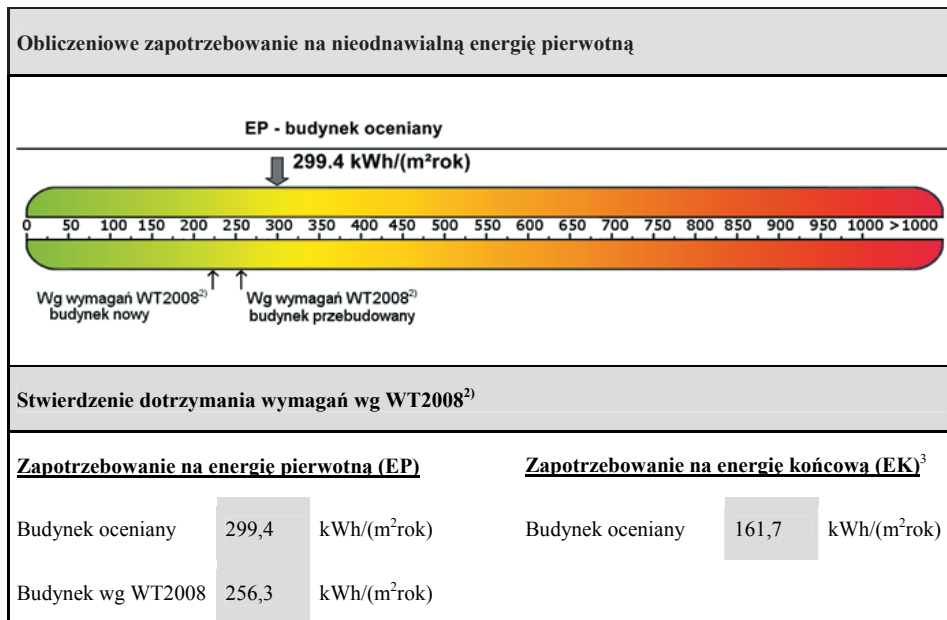 Obliczeniowe zapotrzebowanie na nieodnawialną energię pierwotną
EP - budynek oceniany
299.4 kWh/(m²rok)
0 50 100 150 200 250 300 350 400 450 500 550 600 650 700 750 800 850 900 950 1000 >1000
Wg wymagań WT2008²⁾
budynek nowy
Wg wymagań WT2008²⁾
budynek przebudowany
Stwierdzenie dotrzymania wymagań wg WT2008²⁾
Zapotrzebowanie na energię pierwotną (EP)
Zapotrzebowanie na energię końcową (EK)³
Budynek oceniany 299,4 kWh/(m²rok)
Budynek oceniany 161,7 kWh/(m²rok)
Budynek wg WT2008 256,3 kWh/(m²rok)